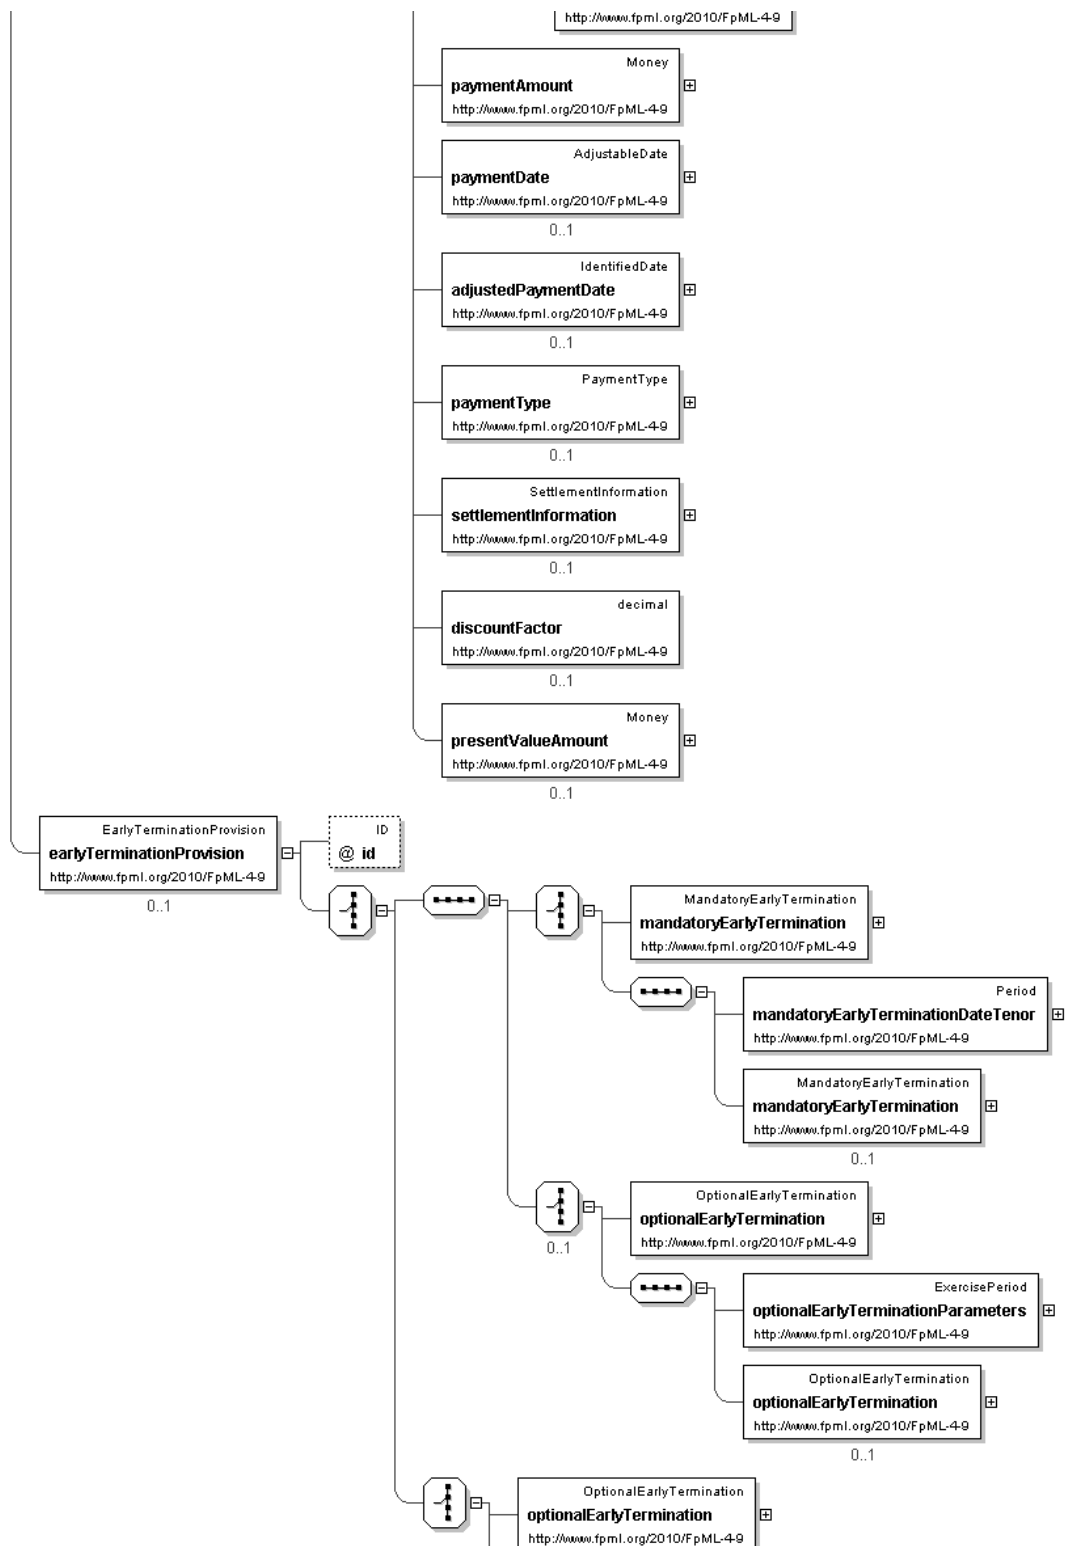 http://www.fpml.org/2010/FpML-4-9
Money
paymentAmount
http://www.fpml.org/2010/FpML-4-9
AdjustableDate
paymentDate
http://www.fpml.org/2010/FpML-4-9
0..1
IdentifiedDate
adjustedPaymentDate
http://www.fpml.org/2010/FpML-4-9
0..1
PaymentType
paymentType
http://www.fpml.org/2010/FpML-4-9
0..1
SettlementInformation
settlementInformation
http://www.fpml.org/2010/FpML-4-9
0..1
decimal
discountFactor
http://www.fpml.org/2010/FpML-4-9
0..1
Money
presentValueAmount
http://www.fpml.org/2010/FpML-4-9
0..1
EarlyTerminationProvision
earlyTerminationProvision
http://www.fpml.org/2010/FpML-4-9
0..1
ID
@ id
MandatoryEarlyTermination
mandatoryEarlyTermination
http://www.fpml.org/2010/FpML-4-9
Period
mandatoryEarlyTerminationDateTenor
http://www.fpml.org/2010/FpML-4-9
MandatoryEarlyTermination
mandatoryEarlyTermination
http://www.fpml.org/2010/FpML-4-9
0..1
0..1
OptionalEarlyTermination
optionalEarlyTermination
http://www.fpml.org/2010/FpML-4-9
ExercisePeriod
optionalEarlyTerminationParameters
http://www.fpml.org/2010/FpML-4-9
OptionalEarlyTermination
optionalEarlyTermination
http://www.fpml.org/2010/FpML-4-9
0..1
OptionalEarlyTermination
optionalEarlyTermination
http://www.fpml.org/2010/FpML-4-9